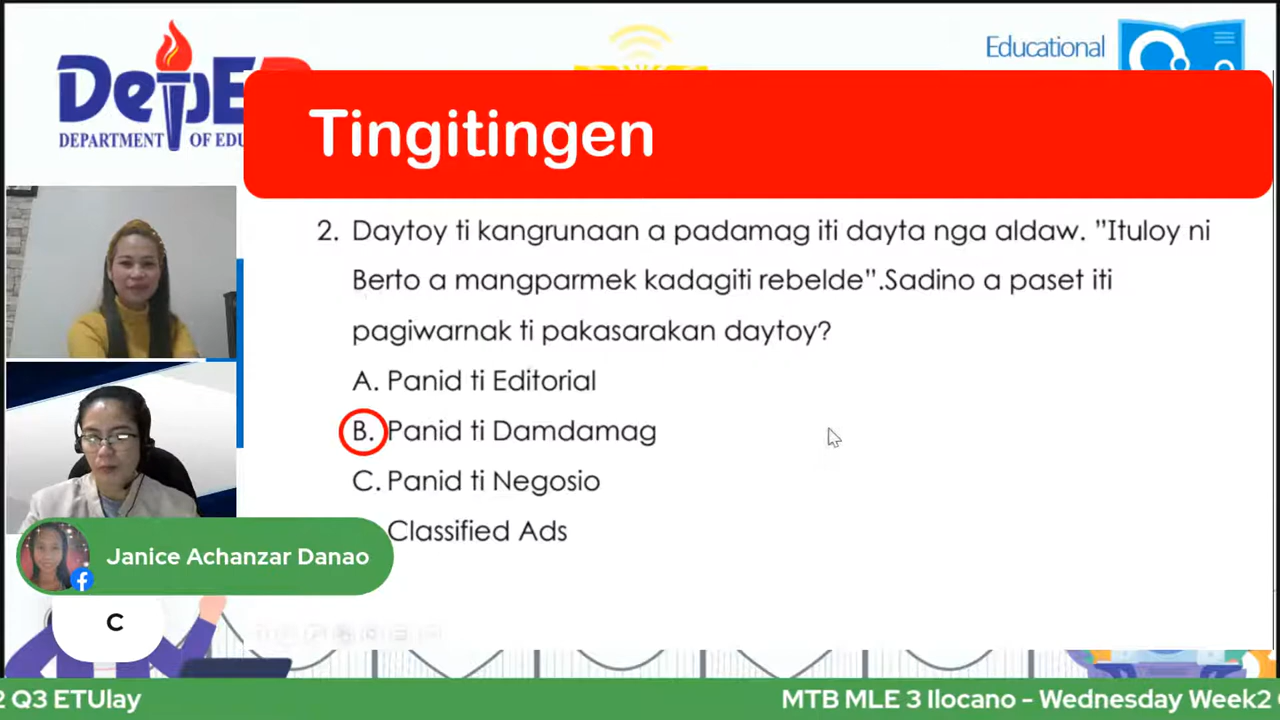 DepED
DEPARTMENT OF EDU
Educational
Tingitingen
2. Daytoy ti kangrunaan a padamag iti dayta nga aldaw. ”Ituloy ni
Berto a mangparmek kadagiti rebelde”.Sadino a paset iti
pagiwarnak ti pakasarakan daytoy?
A. Panid ti Editorial
B. Panid ti Damdamag
C. Panid ti Negosio
Classified Ads
Janice Achanzar Danao
C
2 Q3 ETUlay
MTB MLE 3 Ilocano - Wednesday Week2